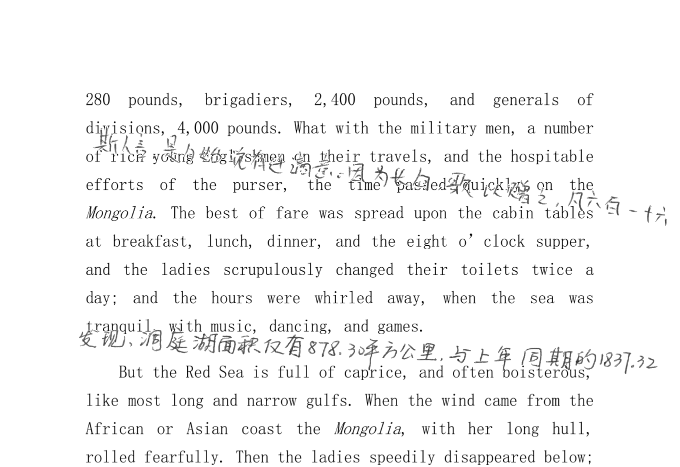 280 pounds, brigadiers, 2,400 pounds, and generals of
divisions, 4,000 pounds. What with the military men, a number
of rich young Englishmen on their travels, and the hospitable
斯人言是自然 因为长句歌以赠之，凡六百一十六
efforts of the purser, the time passed quickly on the
Mongolia. The best of fare was spread upon the cabin tables
at breakfast, lunch, dinner, and the eight o’clock supper,
and the ladies scrupulously changed their toilets twice a
day; and the hours were whirled away, when the sea was
tranquil, with music, dancing, and games.
发现、洞庭湖面积仅有878.30平方公里，与上年同期的1837.32
But the Red Sea is full of caprice, and often boisterous,
like most long and narrow gulfs. When the wind came from the
African or Asian coast the Mongolia, with her long hull,
rolled fearfully. Then the ladies speedily disappeared below;